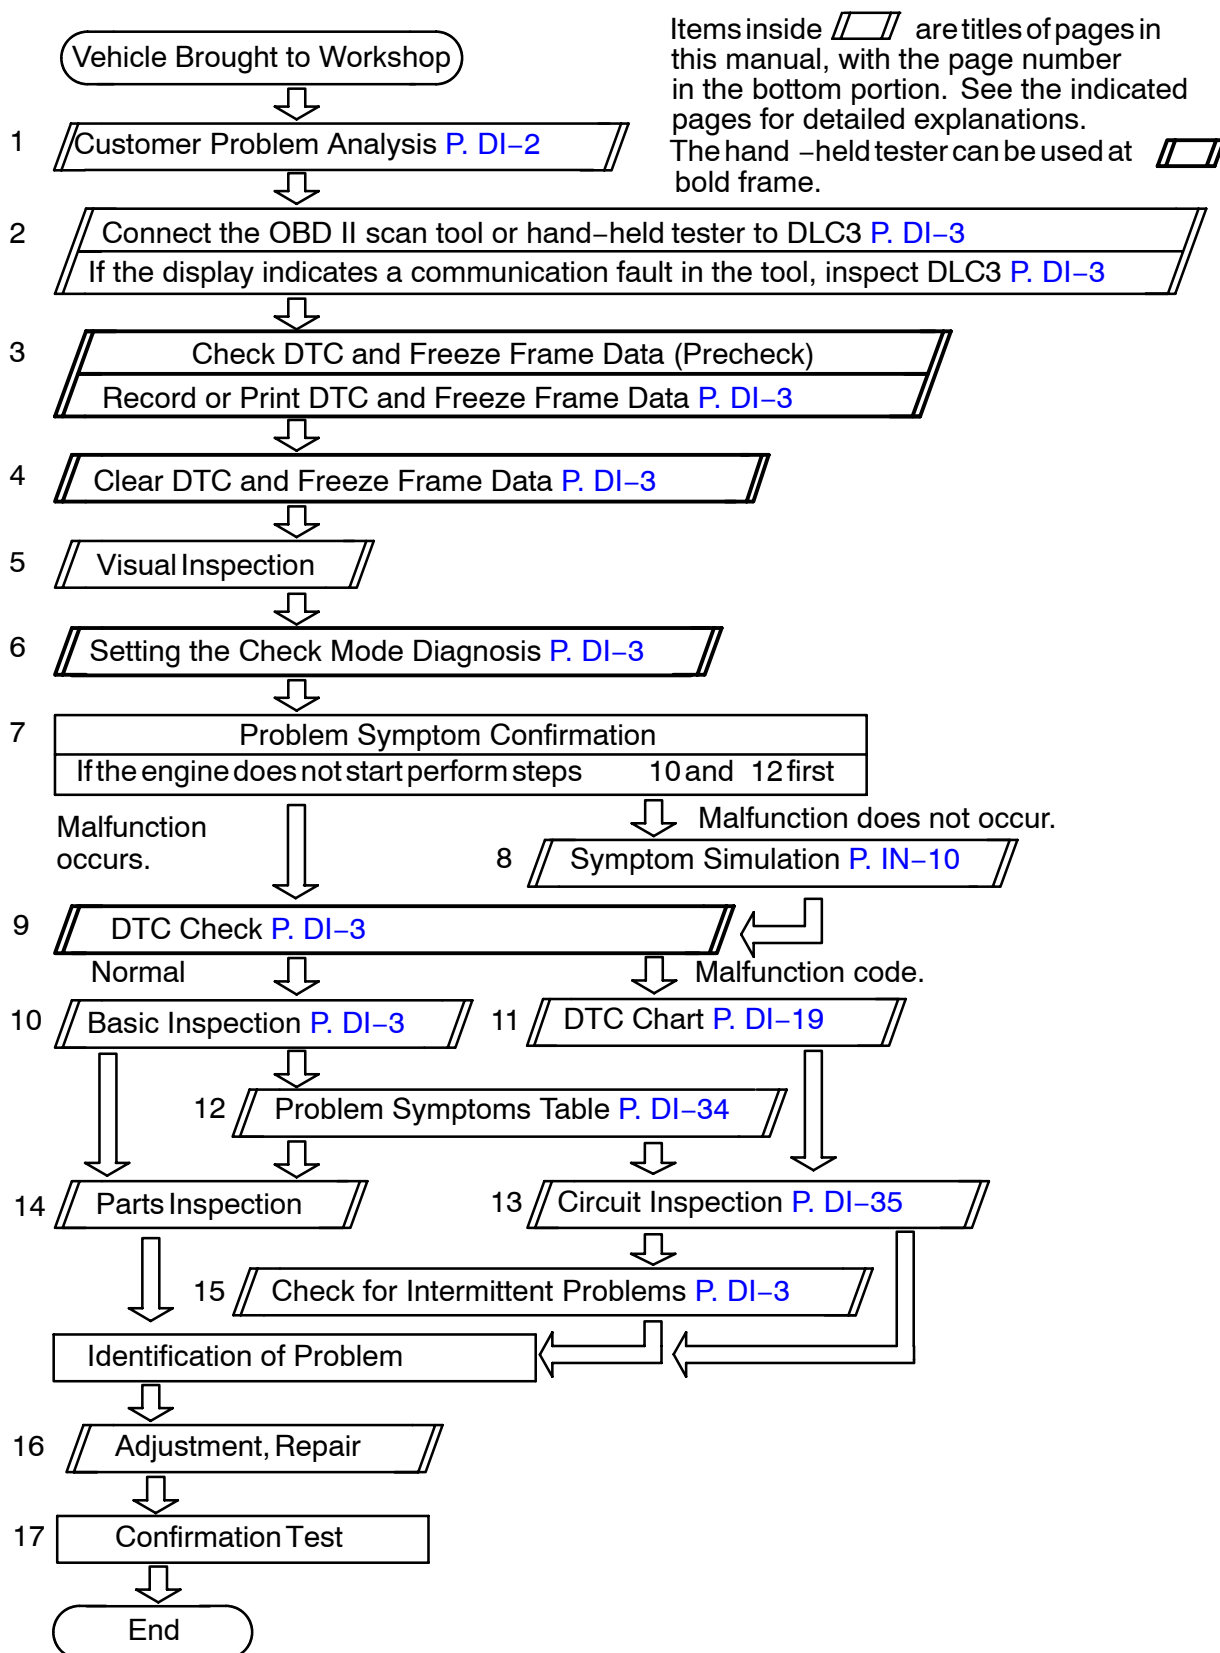 Vehicle Brought to Workshop
Items inside are titles of pages in
this manual, with the page number
in the bottom portion. See the indicated
pages for detailed explanations.
The hand –held tester can be used at
bold frame.
1 Customer Problem Analysis P. DI–2
2 Connect the OBD II scan tool or hand–held tester to DLC3 P. DI–3
If the display indicates a communication fault in the tool, inspect DLC3 P. DI–3
3 Check DTC and Freeze Frame Data (Precheck)
Record or Print DTC and Freeze Frame Data P. DI–3
4 Clear DTC and Freeze Frame Data P. DI–3
5 Visual Inspection
6 Setting the Check Mode Diagnosis P. DI–3
7 Problem Symptom Confirmation
If the engine does not start perform steps 10 and 12 first
Malfunction
occurs.
Malfunction does not occur.
8 Symptom Simulation P. IN–10
9 DTC Check P. DI–3
Normal
Malfunction code.
10 Basic Inspection P. DI–3
11 DTC Chart P. DI–19
12 Problem Symptoms Table P. DI–34
14 Parts Inspection
13 Circuit Inspection P. DI–35
15 Check for Intermittent Problems P. DI–3
Identification of Problem
16 Adjustment, Repair
17 Confirmation Test
End